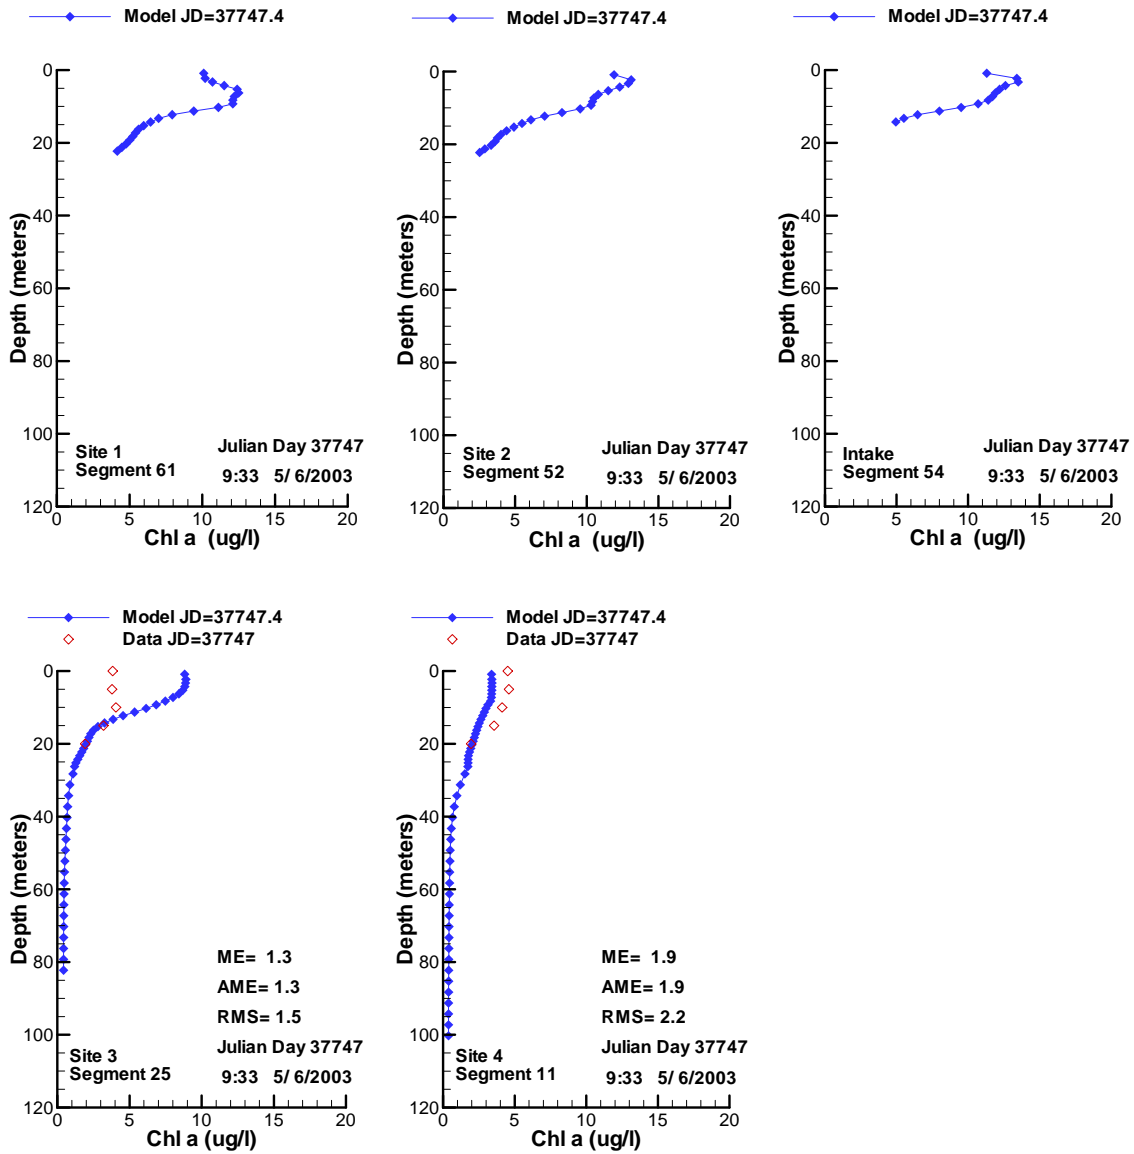 Model JD=37747.4
0
20
40
60
80
100
120
Depth (meters)
Site 1
Segment 61
Julian Day 37747
9:33 5/ 6/2003
0 5 10 15 20
Chl a (ug/l)
Model JD=37747.4
0
20
40
60
80
100
120
Depth (meters)
Site 2
Segment 52
Julian Day 37747
9:33 5/ 6/2003
0 5 10 15 20
Chl a (ug/l)
Model JD=37747.4
0
20
40
60
80
100
120
Depth (meters)
Intake
Segment 54
Julian Day 37747
9:33 5/ 6/2003
0 5 10 15 20
Chl a (ug/l)
Model JD=37747.4
Data JD=37747
0
20
40
60
80
100
120
Depth (meters)
ME= 1.3
AME= 1.3
RMS= 1.5
Site 3
Segment 25
Julian Day 37747
9:33 5/ 6/2003
0 5 10 15 20
Chl a (ug/l)
Model JD=37747.4
Data JD=37747
0
20
40
60
80
100
120
Depth (meters)
ME= 1.9
AME= 1.9
RMS= 2.2
Site 4
Segment 11
Julian Day 37747
9:33 5/ 6/2003
0 5 10 15 20
Chl a (ug/l)